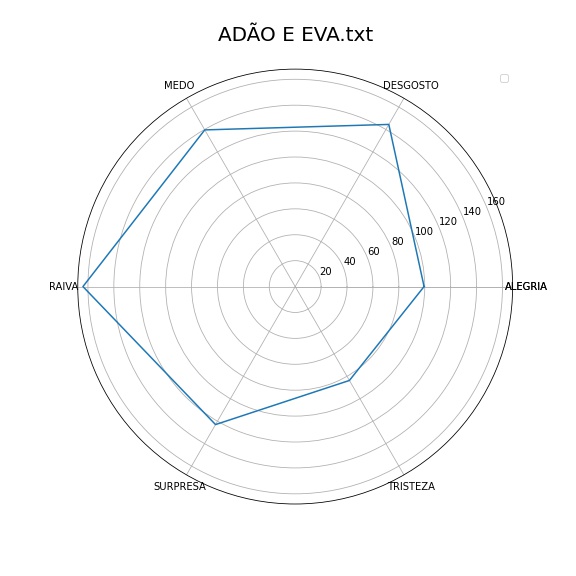 ADÃO E EVA.txt
MEDO
DESGOSTO
160
140
120
100
80
60
40
20
RAIVA
ALEGRIA
SURPRESA
TRISTEZA